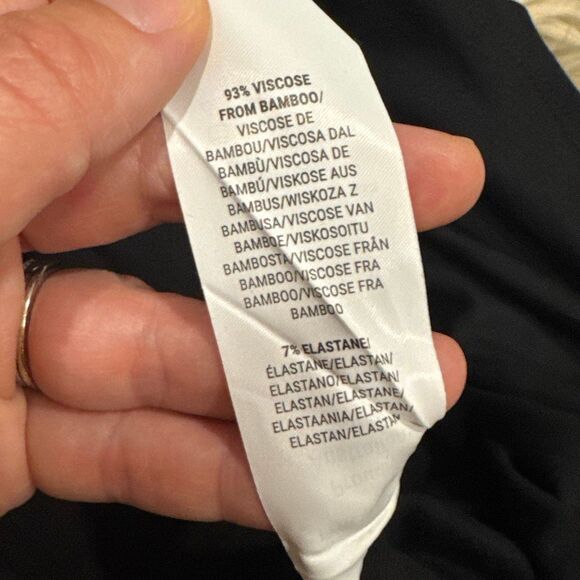 93% VISCOSE
FROM BAMBOO/
VISCOSE DE
BAMBOU/VISCOSA DAL
BAMBÙ/VISCOSA DE
BAMBÚ/VISKOSE AUS
BAMBUS/WISKOZA Z
BAMBUSA/VISCOSE VAN
BAMBOE/VISKOSOITU
BAMBOSTA/VISCOSE FRÅN
BAMBOO/VISCOSE FRA
BAMBOO/VISCOSE FRA
BAMBOO
7% ELASTANE/
ÉLASTANE/ELASTAN/
ELASTANO/ELASTAN/
ELASTAN/ELASTANE/
ELASTAANIA/ELASTAN/
ELASTAN/ELASTAN